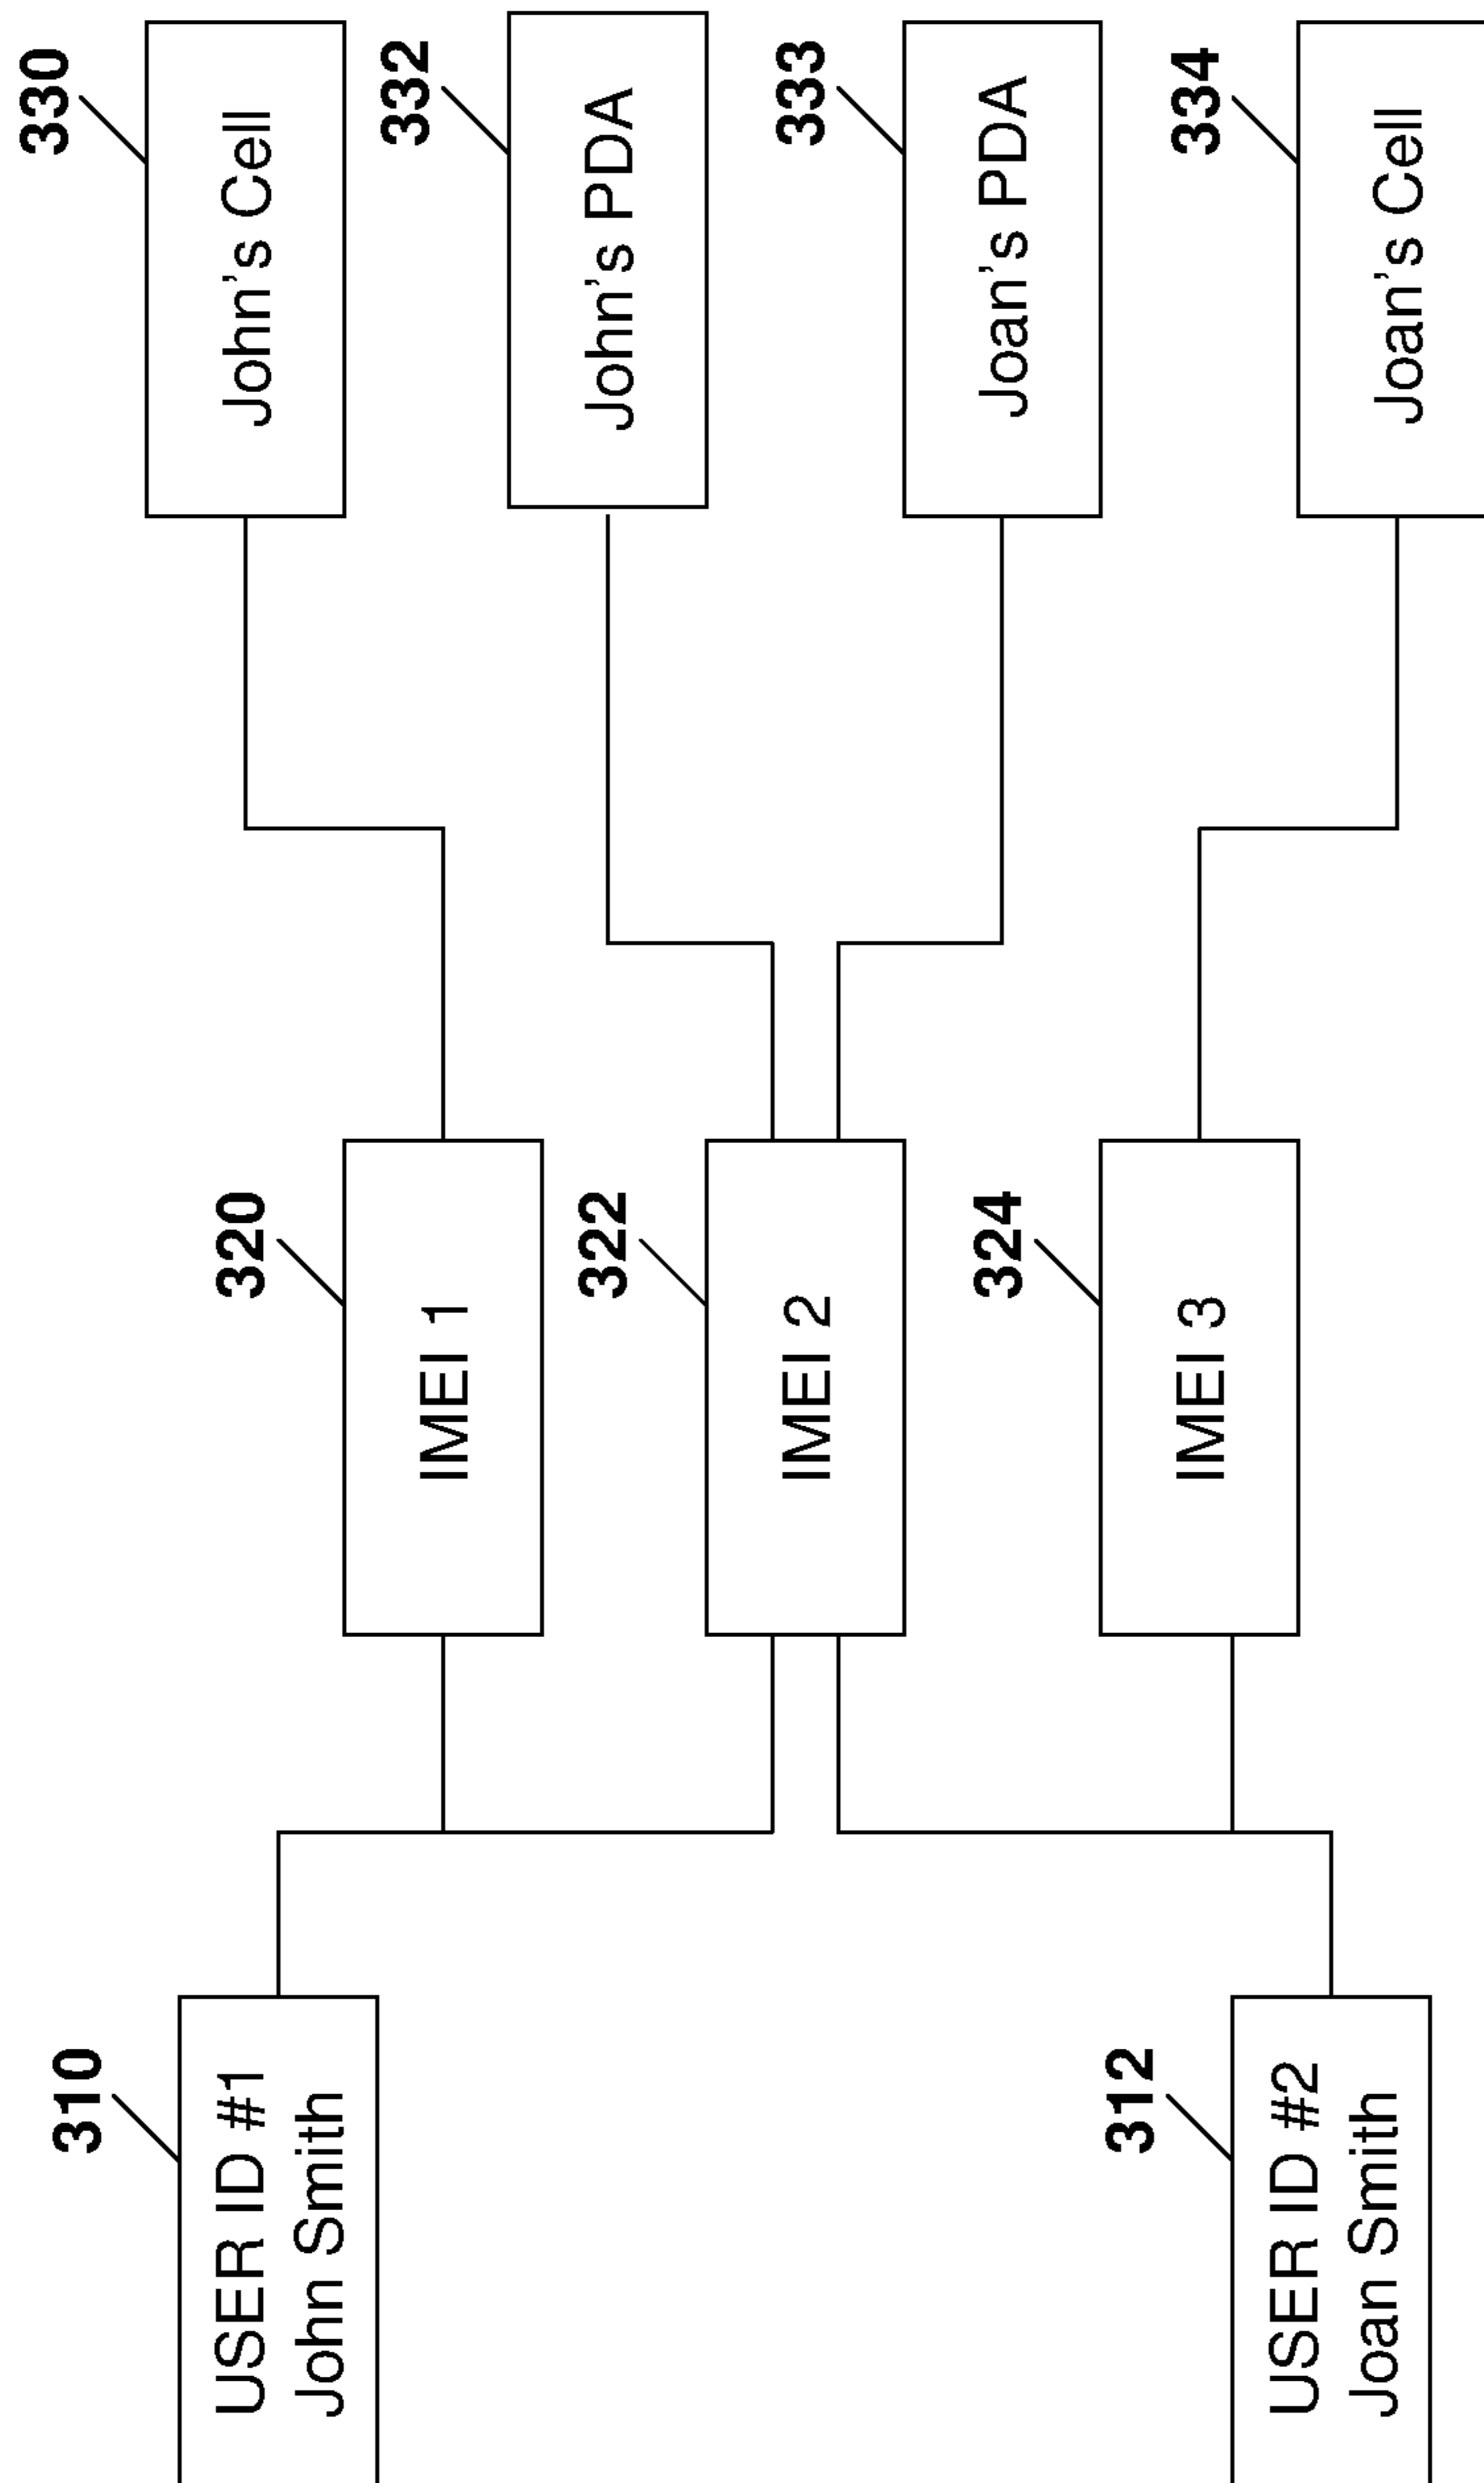 310
USER ID #1
John Smith
312
USER ID #2
Joan Smith
320
IMEI 1
322
IMEI 2
324
IMEI 3
330
John's Cell
332
John's PDA
333
Joan's PDA
334
Joan's Cell